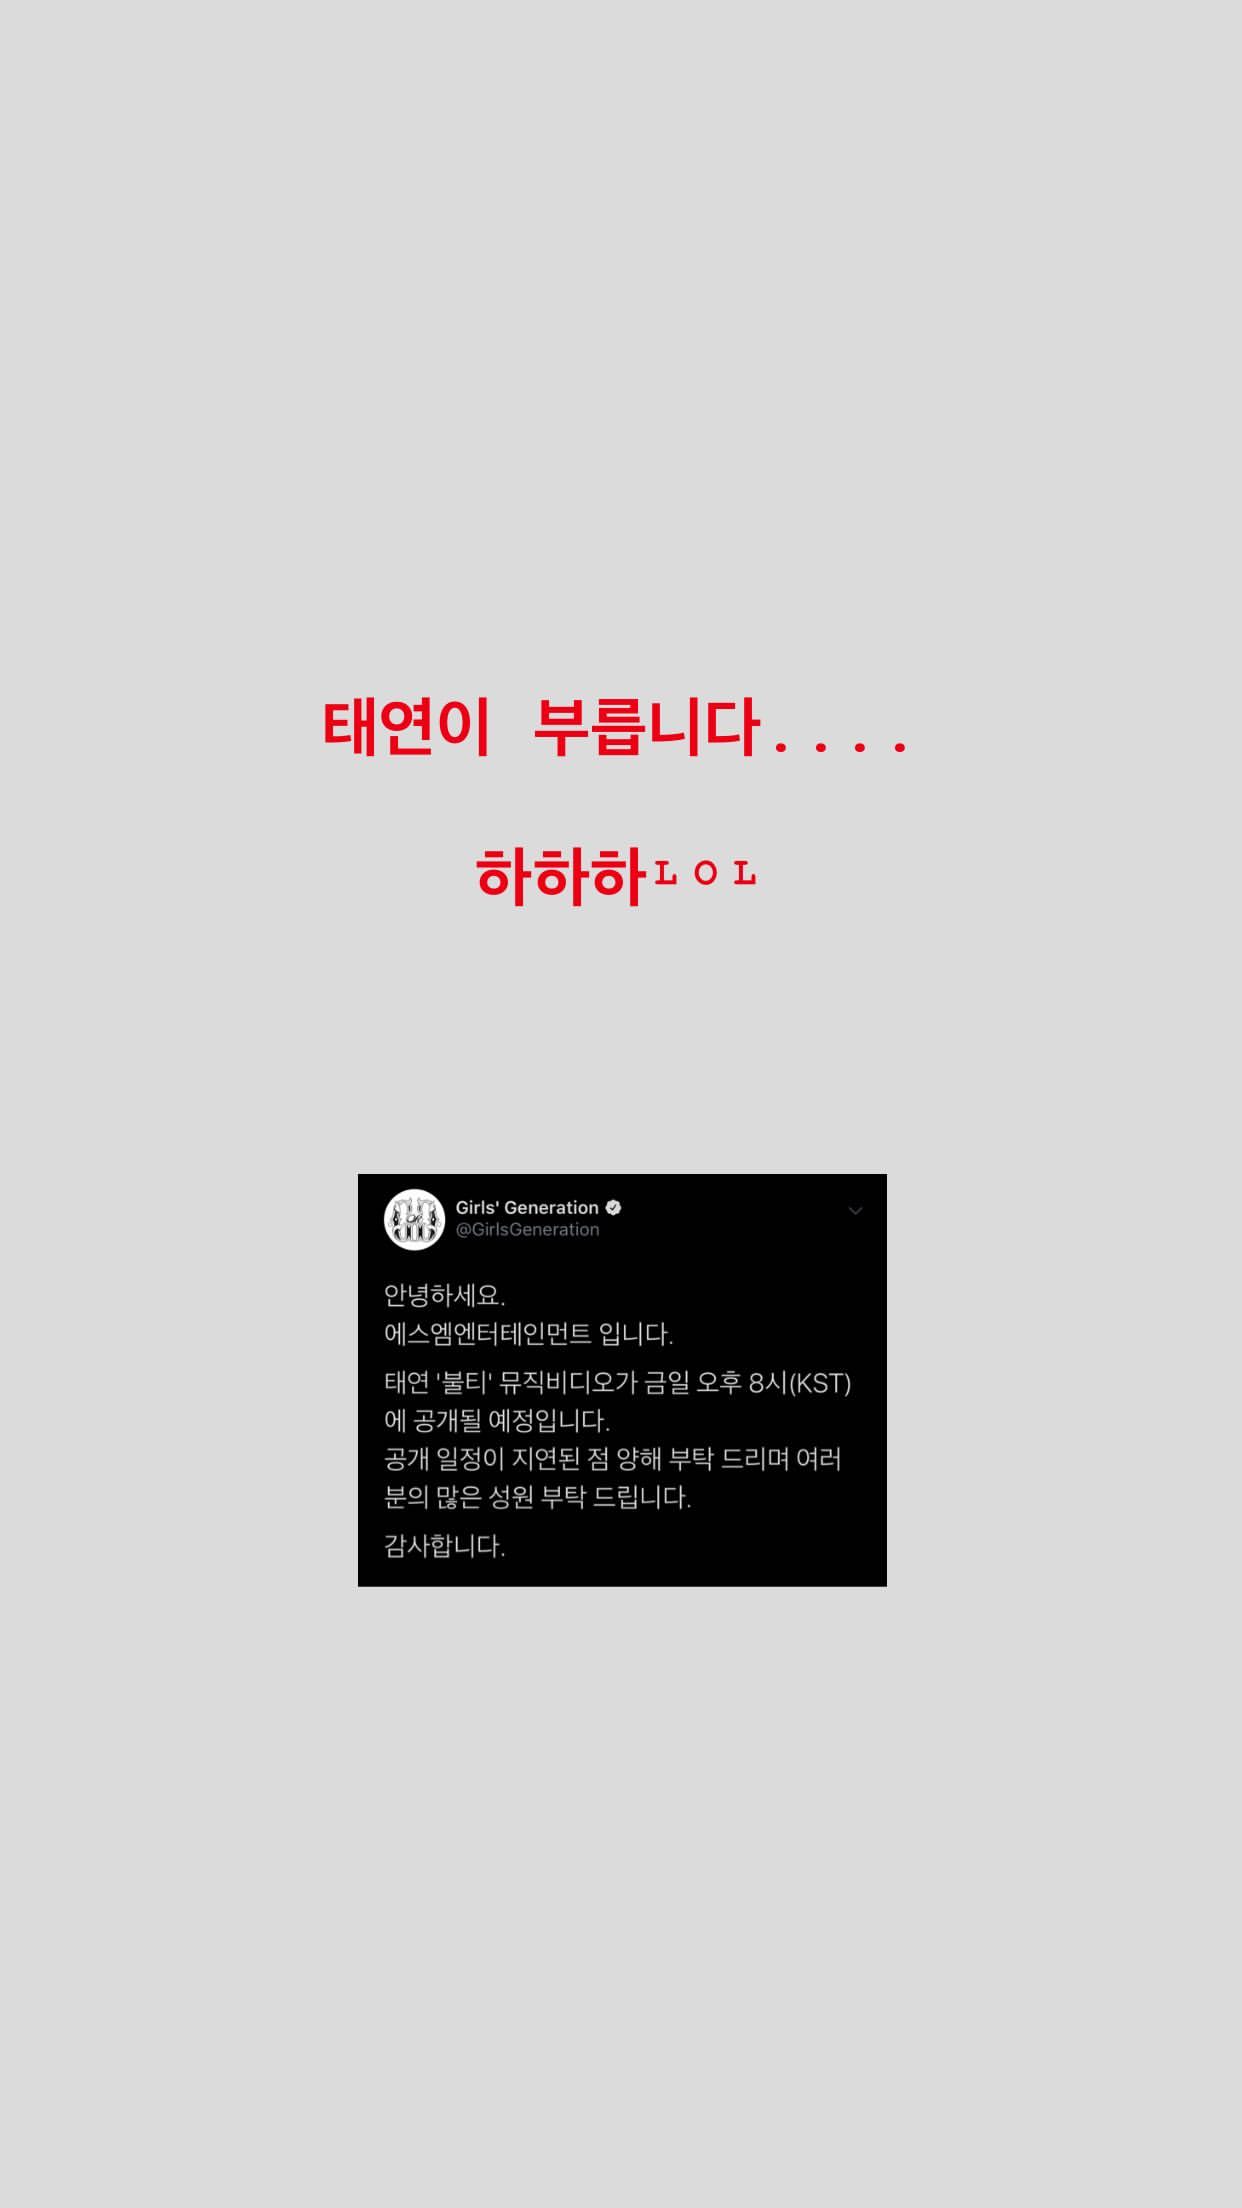 태연이 부릅니다....
하하하ㅤLOL
Girls' Generation
@GirlsGeneration
안녕하세요.
에스엠엔터테인먼트 입니다.
태연 '불티' 뮤직비디오가 금일 오후 8시(KST)
에 공개될 예정입니다.
공개 일정이 지연된 점 양해 부탁 드리며 여러
분의 많은 성원 부탁 드립니다.
감사합니다.